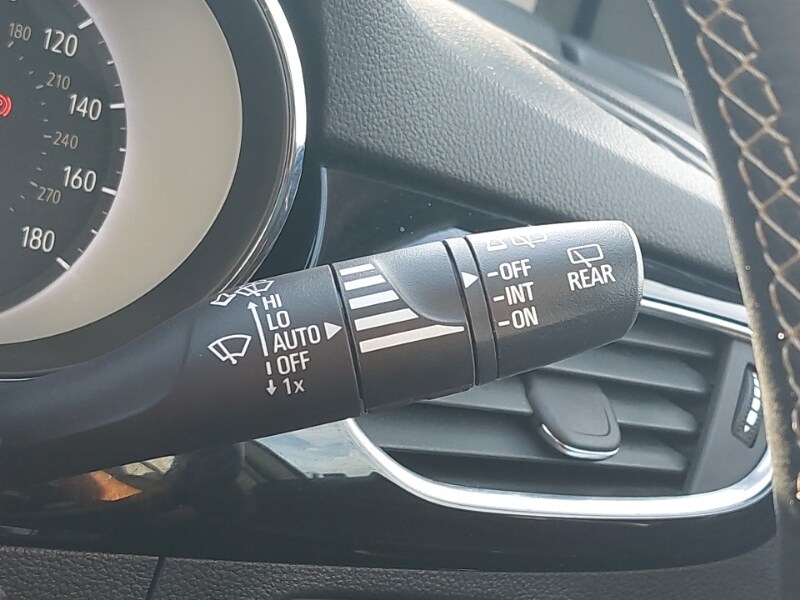 180
120
210
140
240
160
270
180
HI
LO
AUTO
OFF
1x
-OFF
-INT
-ON
REAR